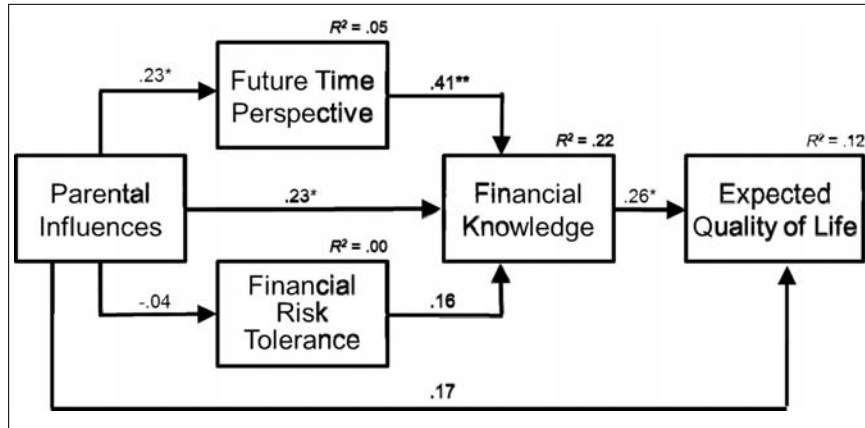 R² = .05
.23*
Future Time
Perspective
.41**
R² = .22
R² = .12
Parental
Influences
.23*
Financial
Knowledge
.26*
Expected
Quality of Life
R² = .00
-.04
Financial
Risk
Tolerance
.16
.17